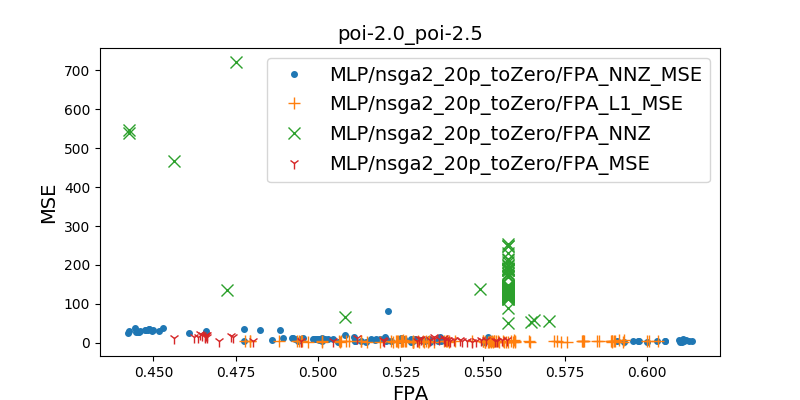 poi-2.0_poi-2.5
MLP/nsga2_20p_toZero/FPA_NNZ_MSE
MLP/nsga2_20p_toZero/FPA_L1_MSE
MLP/nsga2_20p_toZero/FPA_NNZ
MLP/nsga2_20p_toZero/FPA_MSE
MSE
700
600
500
400
300
200
100
0
0.450 0.475 0.500 0.525 0.550 0.575 0.600
FPA